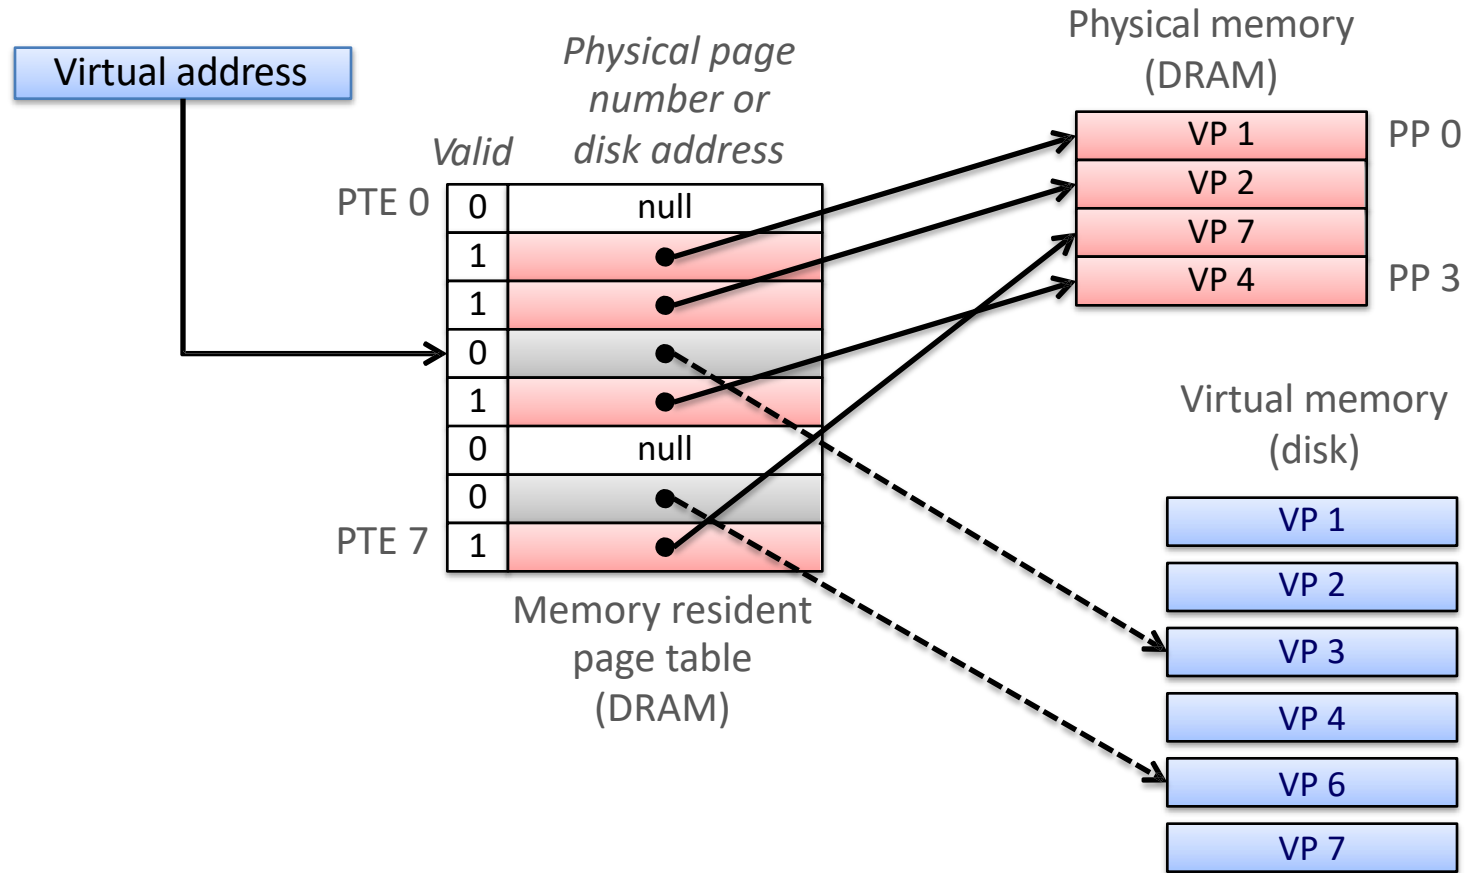 Virtual address
Physical page
number or
disk address
Valid
PTE 0
0
null
1
1
0
1
0
null
0
PTE 7
1
Memory resident
page table
(DRAM)
Physical memory
(DRAM)
VP 1
PP 0
VP 2
VP 7
VP 4
PP 3
Virtual memory
(disk)
VP 1
VP 2
VP 3
VP 4
VP 6
VP 7